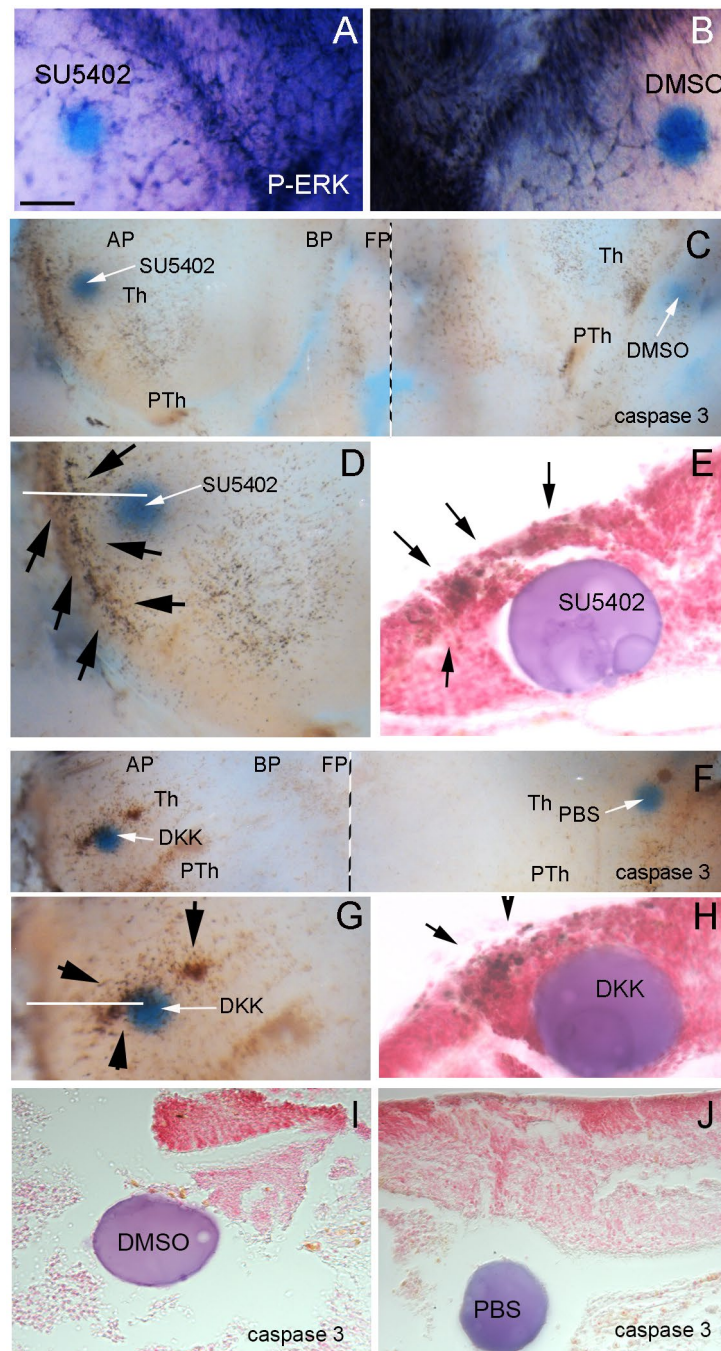 A
SU5402
P-ERK
B
DMSO
AP
BP
FP
SU5402
Th
PTh
C
Th
PTh
DMSO
caspase 3
D
SU5402
E
SU5402
AP
BP
FP
Th
DKK
PTh
F
Th
PBS
PTh
caspase 3
G
DKK
H
DKK
I
DMSO
caspase 3
J
PBS
caspase 3